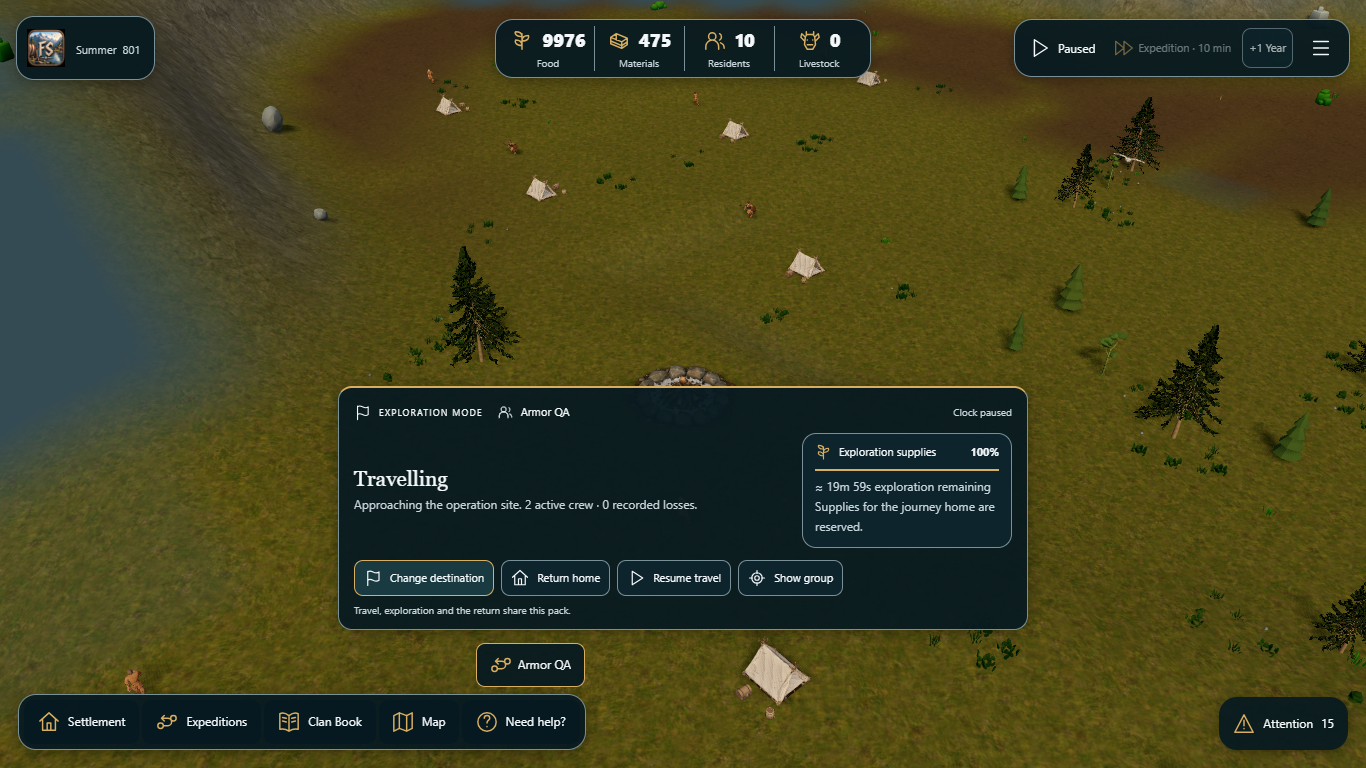 FS
Summer 801
9976
Food
475
Materials
10
Residents
0
Livestock
Paused
Expedition · 10 min
+1 Year
EXPLORATION MODE
Armor QA
Clock paused
Travelling
Approaching the operation site. 2 active crew · 0 recorded losses.
Exploration supplies 100%
≈ 19m 59s exploration remaining
Supplies for the journey home are
reserved.
Change destination
Return home
Resume travel
Show group
Travel, exploration and the return share this pack.
Armor QA
Settlement
Expeditions
Clan Book
Map
Need help?
Attention 15